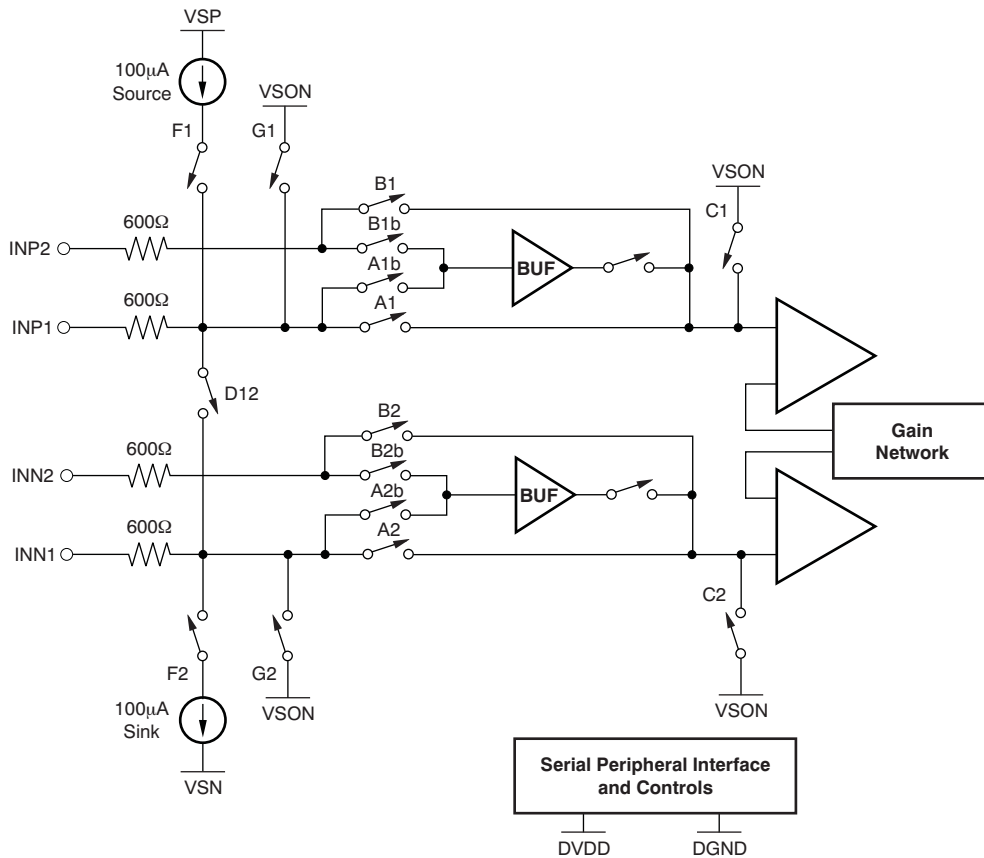 VSP
100μA
Source
VSON
F1
G1
VSON
B1
C1
600Ω
B1b
INP2
A1b
BUF
600Ω
A1
INP1
D12
B2
Gain
Network
600Ω
B2b
INN2
A2b
BUF
600Ω
A2
INN1
C2
F2
G2
100μA
Sink
VSON
VSON
VSN
Serial Peripheral Interface
and Controls
DVDD
DGND